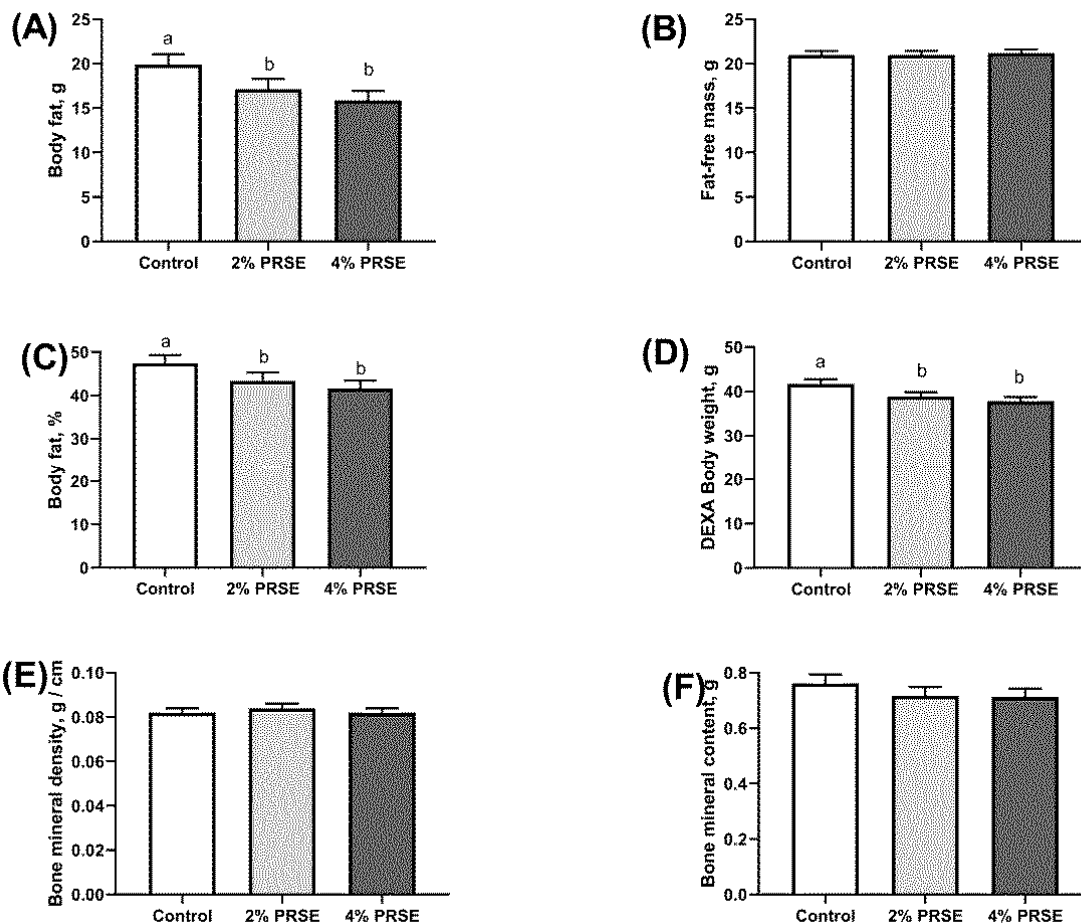 (A)
Body fat, g
25
20
15
10
5
0
a
b
b
Control 2% PRSE 4% PRSE
(B)
Fat-free mass, g
25
20
15
10
5
0
Control 2% PRSE 4% PRSE
(C)
Body fat, %
50
40
30
20
10
0
a
b
b
Control 2% PRSE 4% PRSE
(D)
DEXA Body weight, g
50
40
30
20
10
0
a
b
b
Control 2% PRSE 4% PRSE
(E)
Bone mineral density, g / cm
0.10
0.08
0.06
0.04
0.02
0.00
Control 2% PRSE 4% PRSE
(F)
Bone mineral content, g
0.8
0.6
0.4
0.2
0.0
Control 2% PRSE 4% PRSE